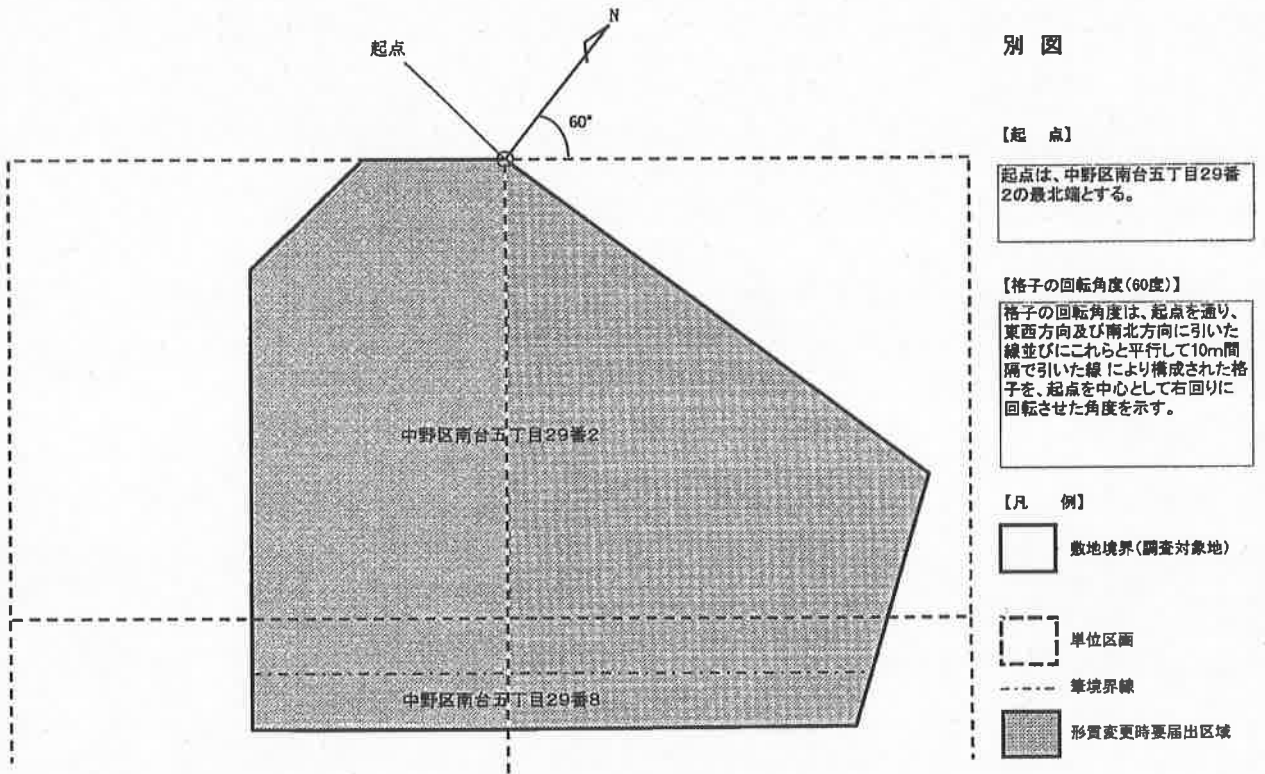 N
起点
60°
別 図
【起 点】
起点は、中野区南台五丁目29番
2の最北端とする。
【格子の回転角度(60度)】
格子の回転角度は、起点を通り、
東西方向及び南北方向に引いた
線並びにこれらと平行して10m間
隔で引いた線により構成された格
子を、起点を中心として右回りに
回転させた角度を示す。
中野区南台五丁目29番2
中野区南台五丁目29番8
【凡 例】
敷地境界(調査対象地)
単位区画
筆境界線
形質変更時要届出区域